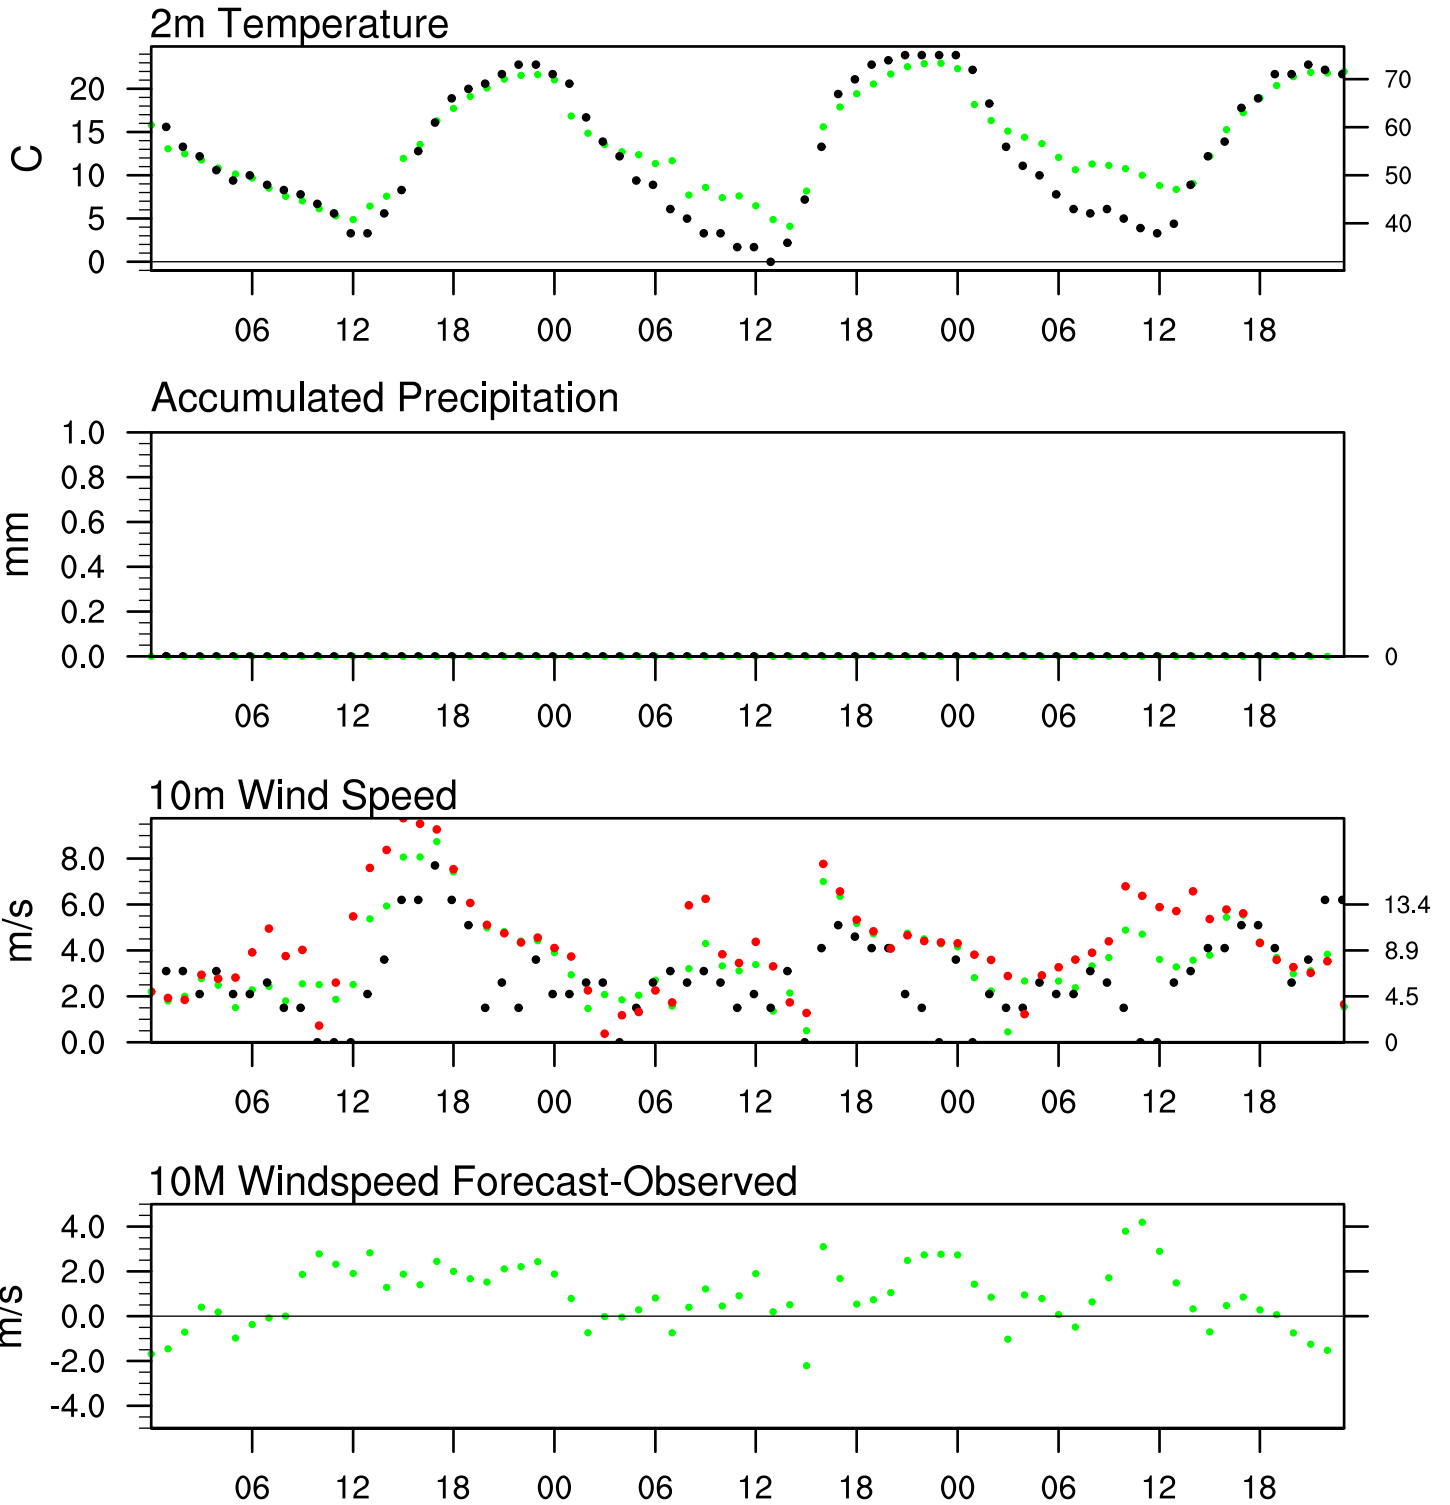 2m Temperature
C
20
15
10
5
0
70
60
50
40
06 12 18 00 06 12 18 00 06 12 18
Accumulated Precipitation
mm
1.0
0.8
0.6
0.4
0.2
0.0
0
06 12 18 00 06 12 18 00 06 12 18
10m Wind Speed
m/s
8.0
6.0
4.0
2.0
0.0
13.4
8.9
4.5
0
06 12 18 00 06 12 18 00 06 12 18
10M Windspeed Forecast-Observed
m/s
4.0
2.0
0.0
-2.0
-4.0
06 12 18 00 06 12 18 00 06 12 18